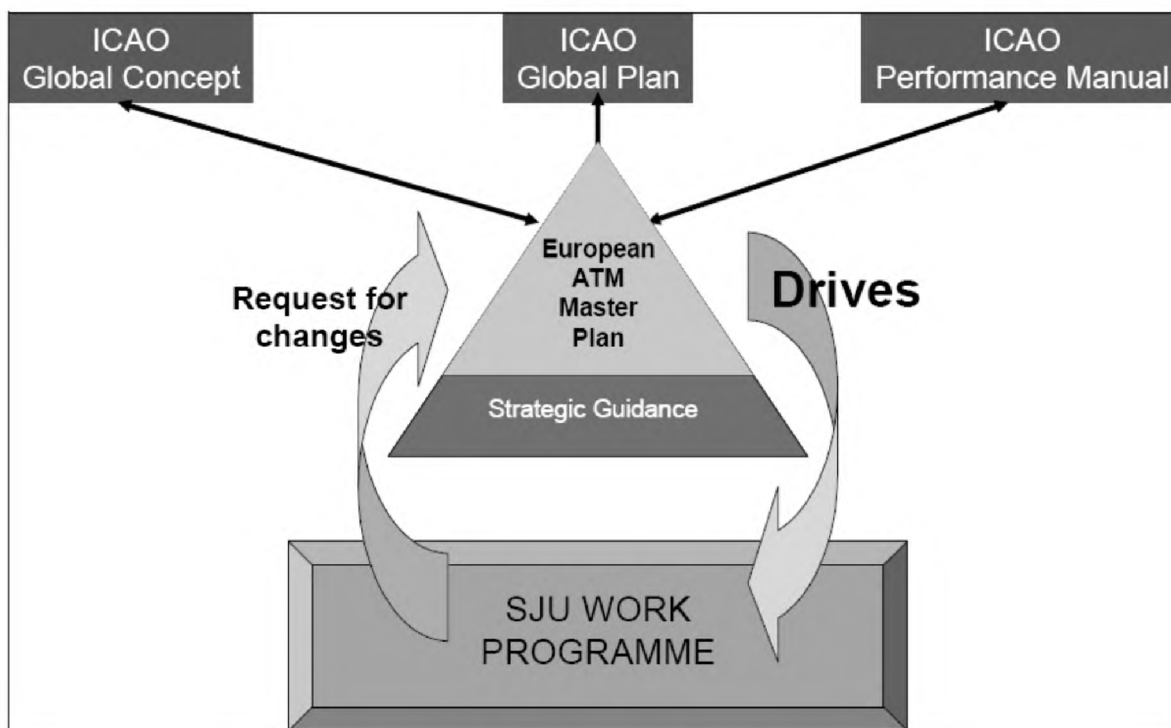 ICAO
Global Concept
ICAO
Global Plan
ICAO
Performance Manual
European
ATM
Master
Plan
Request for
changes
Drives
Strategic Guidance
SJU WORK
PROGRAMME